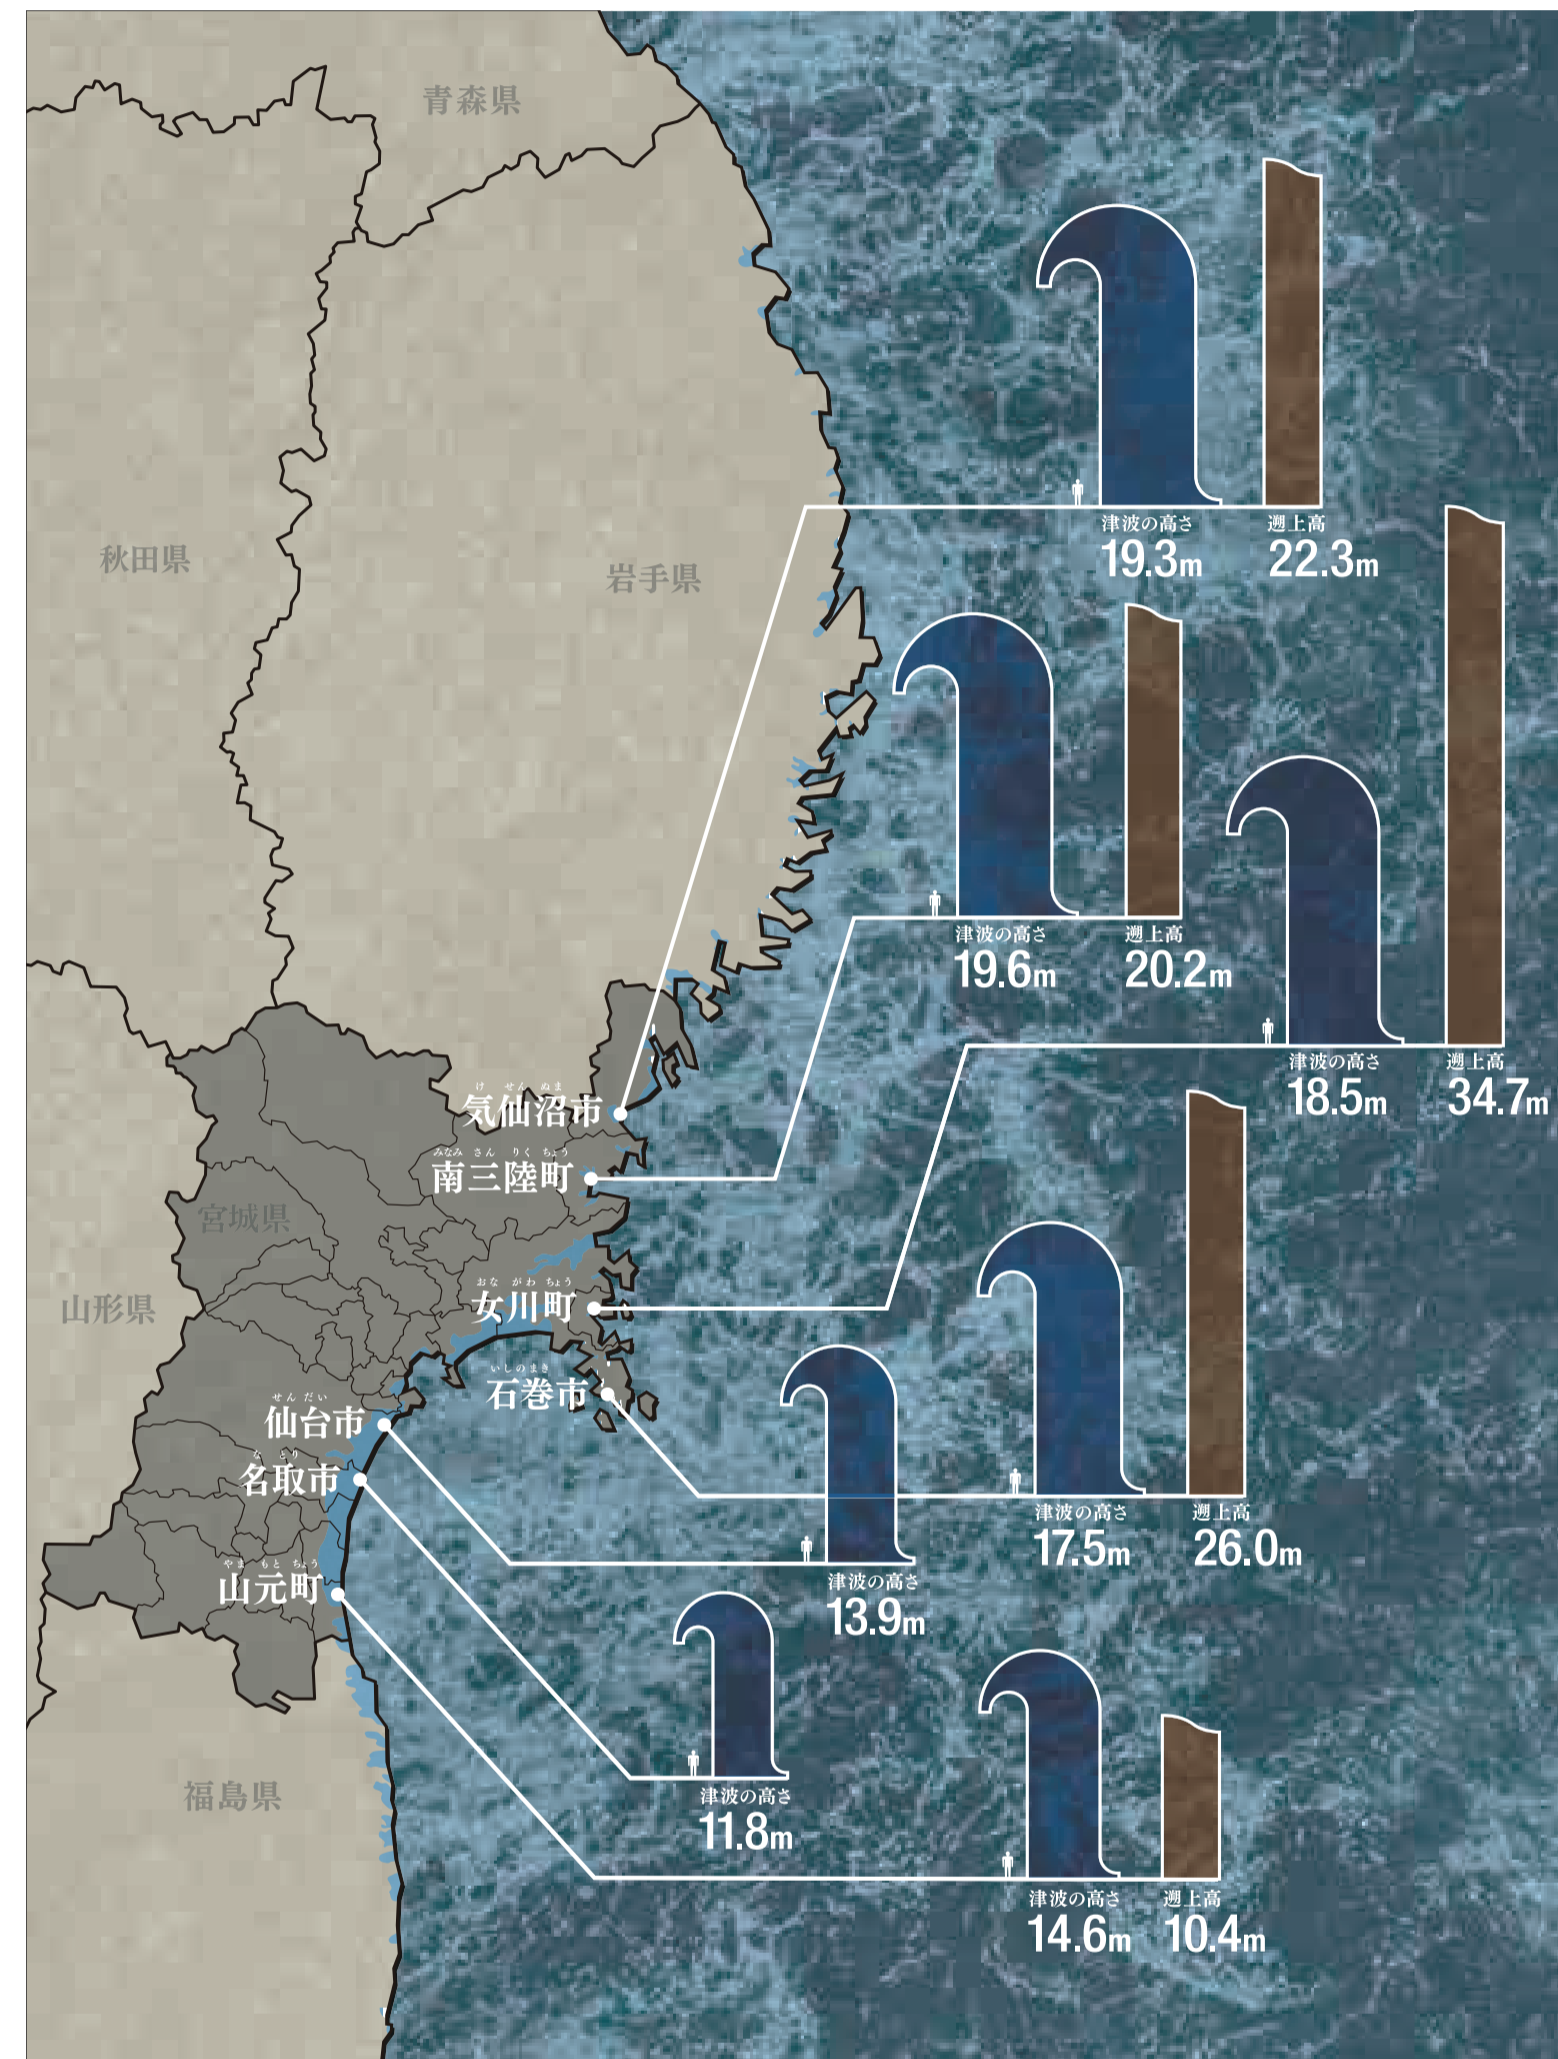 青森県
秋田県
岩手県
津波の高さ
19.3m
遡上高
22.3m
津波の高さ
19.6m
遡上高
20.2m
津波の高さ
18.5m
遡上高
34.7m
けせんぬま
気仙沼市
みなみさんりくちょう
南三陸町
宮城県
山形県
おながわちょう
女川町
いしのまき
石巻市
せんだい
仙台市
なとり
名取市
津波の高さ
17.5m
遡上高
26.0m
やまもとちょう
山元町
津波の高さ
13.9m
福島県
津波の高さ
11.8m
津波の高さ
14.6m
遡上高
10.4m